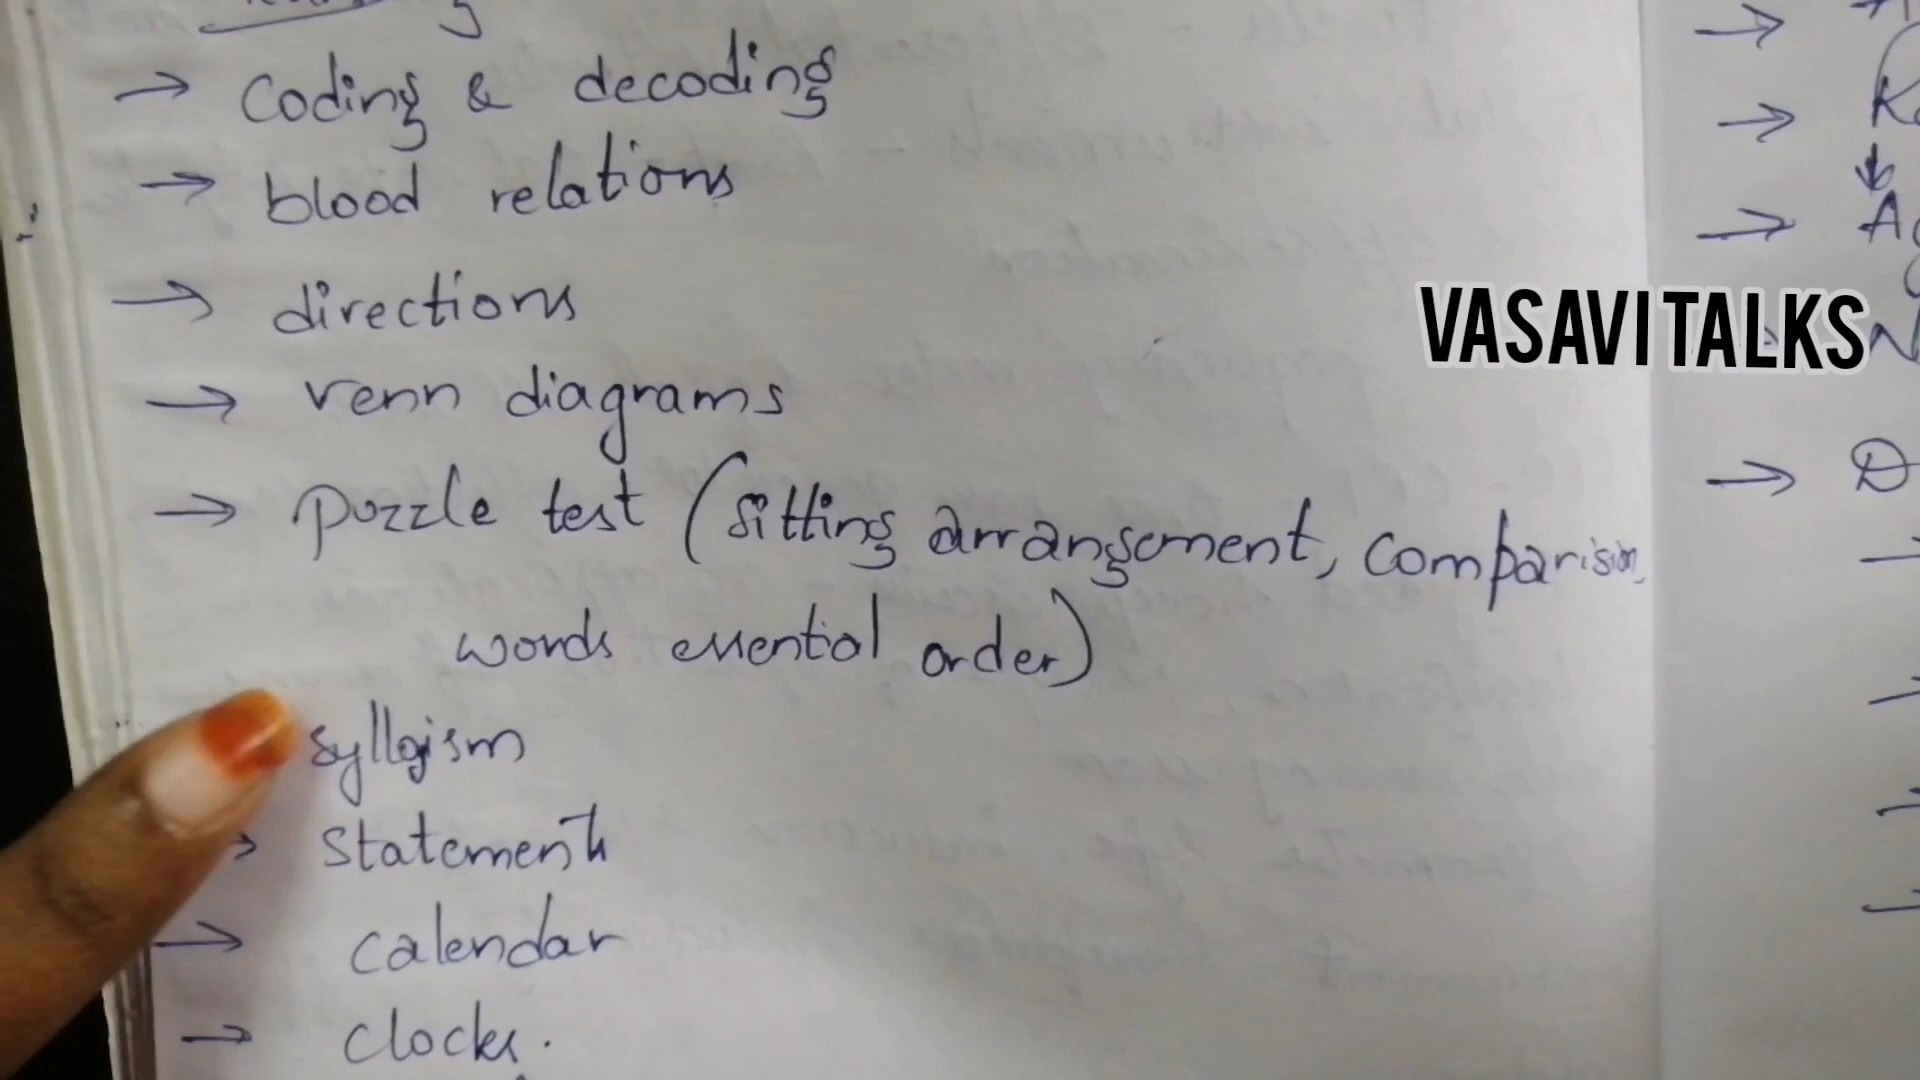 → Coding & decoding
→ blood relations
→ directions
→ venn diagrams
→ puzzle test (sitting arrangement, comparision,
words essential order)
syllogism
→ statements
→ calendar
→ clocks.
VASAVI TALKS